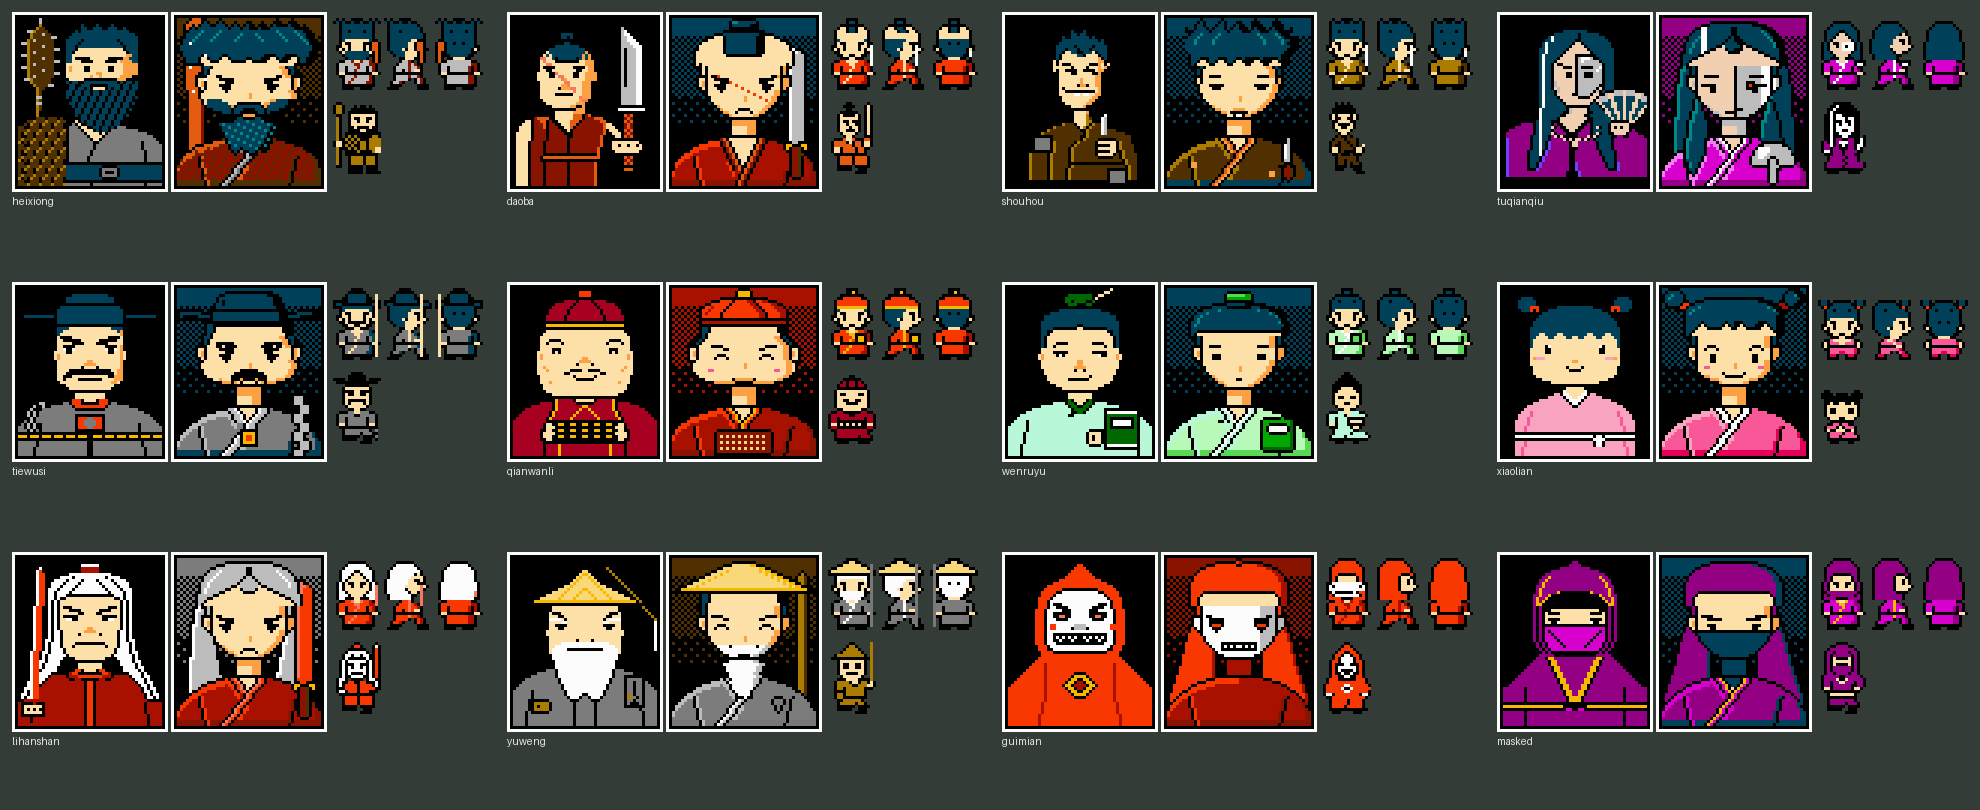 heixiong
daoba
shouhou
tuqianqiu
tiewusi
qianwanli
wenruyu
xiaolian
lihanshan
yuweng
guimian
masked